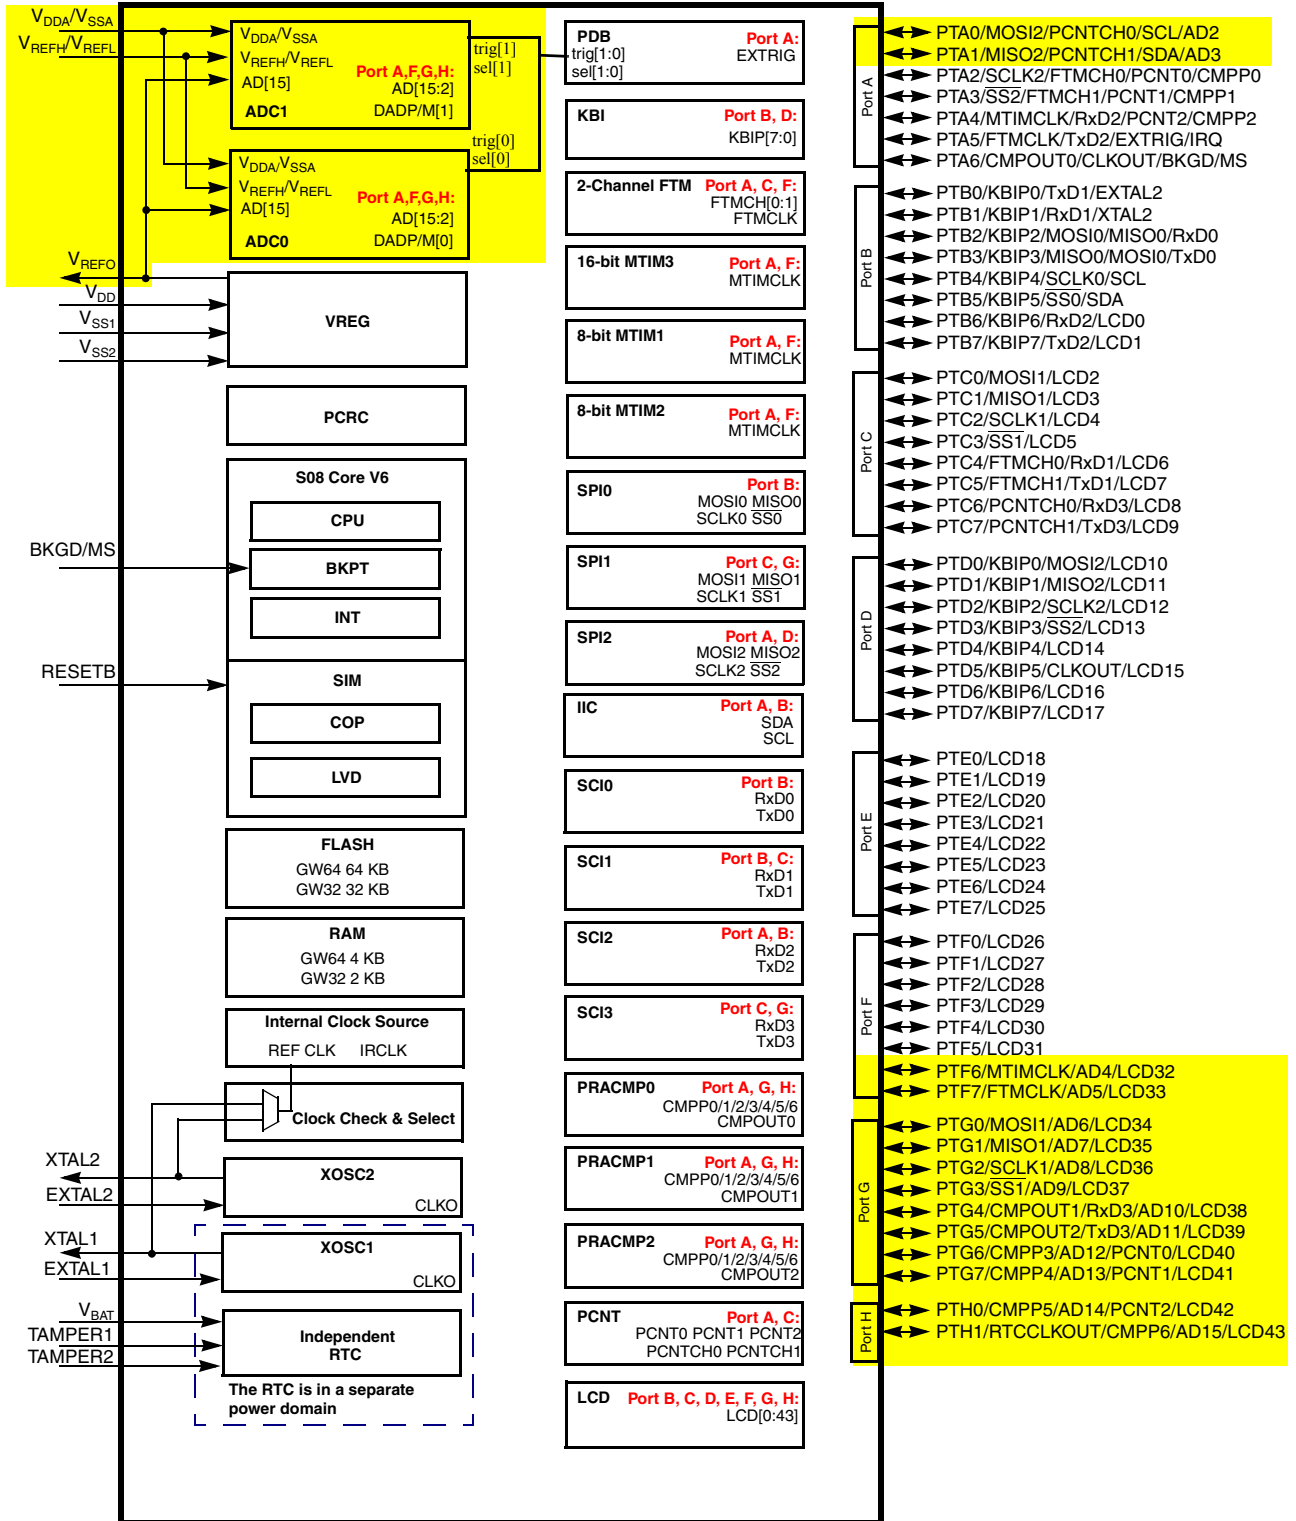 VDDA/VSSA
VREFH/VREFL
VDDA/VSSA
VREFH/VREFL
AD[15]
Port A,F,G,H:
AD[15:2]
ADC1
DADP/M[1]
trig[1]
sel[1]
trig[0]
sel[0]
VDDA/VSSA
VREFH/VREFL
AD[15]
Port A,F,G,H:
AD[15:2]
ADC0
DADP/M[0]
VREFO
VDD
VSS1
VSS2
VREG
PCRC
S08 Core V6
CPU
BKPT
INT
BKGD/MS
RESETB
SIM
COP
LVD
FLASH
GW64 64 KB
GW32 32 KB
RAM
GW64 4 KB
GW32 2 KB
Internal Clock Source
REF CLK IRCLK
Clock Check & Select
XTAL2
EXTAL2
XOSC2
CLKO
XTAL1
EXTAL1
XOSC1
CLKO
VBAT
TAMPER1
TAMPER2
Independent
RTC
The RTC is in a separate
power domain
PDB
Port A:
trig[1:0]
EXTRIG
sel[1:0]
KBI
Port B, D:
KBIP[7:0]
2-Channel FTM
Port A, C, F:
FTMCH[0:1]
FTMCLK
16-bit MTIM3
Port A, F:
MTIMCLK
8-bit MTIM1
Port A, F:
MTIMCLK
8-bit MTIM2
Port A, F:
MTIMCLK
SPI0
Port B:
MOSI0 MISO0
SCLK0 SS0
SPI1
Port C, G:
MOSI1 MISO1
SCLK1 SS1
SPI2
Port A, D:
MOSI2 MISO2
SCLK2 SS2
IIC
Port A, B:
SDA
SCL
SCI0
Port B:
RxD0
TxD0
SCI1
Port B, C:
RxD1
TxD1
SCI2
Port A, B:
RxD2
TxD2
SCI3
Port C, G:
RxD3
TxD3
PRACMP0
Port A, G, H:
CMPP0/1/2/3/4/5/6
CMPOUT0
PRACMP1
Port A, G, H:
CMPP0/1/2/3/4/5/6
CMPOUT1
PRACMP2
Port A, G, H:
CMPP0/1/2/3/4/5/6
CMPOUT2
PCNT
Port A, C:
PCNT0 PCNT1 PCNT2
PCNTCH0 PCNTCH1
LCD
Port B, C, D, E, F, G, H:
LCD[0:43]
Port A
PTA0/MOSI2/PCNTCH0/SCL/AD2
PTA1/MISO2/PCNTCH1/SDA/AD3
PTA2/SCLK2/FTMCH0/PCNT0/CMPP0
PTA3/SS2/FTMCH1/PCNT1/CMPP1
PTA4/MTIMCLK/RxD2/PCNT2/CMPP2
PTA5/FTMCLK/TxD2/EXTRIG/IRQ
PTA6/CMPOUT0/CLKOUT/BKGD/MS
Port B
PTB0/KBIP0/TxD1/EXTAL2
PTB1/KBIP1/RxD1/XTAL2
PTB2/KBIP2/MOSI0/MISO0/RxD0
PTB3/KBIP3/MISO0/MOSI0/TxD0
PTB4/KBIP4/SCLK0/SCL
PTB5/KBIP5/SS0/SDA
PTB6/KBIP6/RxD2/LCD0
PTB7/KBIP7/TxD2/LCD1
Port C
PTC0/MOSI1/LCD2
PTC1/MISO1/LCD3
PTC2/SCLK1/LCD4
PTC3/SS1/LCD5
PTC4/FTMCH0/RxD1/LCD6
PTC5/FTMCH1/TxD1/LCD7
PTC6/PCNTCH0/RxD3/LCD8
PTC7/PCNTCH1/TxD3/LCD9
Port D
PTD0/KBIP0/MOSI2/LCD10
PTD1/KBIP1/MISO2/LCD11
PTD2/KBIP2/SCLK2/LCD12
PTD3/KBIP3/SS2/LCD13
PTD4/KBIP4/LCD14
PTD5/KBIP5/CLKOUT/LCD15
PTD6/KBIP6/LCD16
PTD7/KBIP7/LCD17
Port E
PTE0/LCD18
PTE1/LCD19
PTE2/LCD20
PTE3/LCD21
PTE4/LCD22
PTE5/LCD23
PTE6/LCD24
PTE7/LCD25
Port F
PTF0/LCD26
PTF1/LCD27
PTF2/LCD28
PTF3/LCD29
PTF4/LCD30
PTF5/LCD31
PTF6/MTIMCLK/AD4/LCD32
PTF7/FTMCLK/AD5/LCD33
Port G
PTG0/MOSI1/AD6/LCD34
PTG1/MISO1/AD7/LCD35
PTG2/SCLK1/AD8/LCD36
PTG3/SS1/AD9/LCD37
PTG4/CMPOUT1/RxD3/AD10/LCD38
PTG5/CMPOUT2/TxD3/AD11/LCD39
PTG6/CMPP3/AD12/PCNT0/LCD40
PTG7/CMPP4/AD13/PCNT1/LCD41
Port H
PTH0/CMPP5/AD14/PCNT2/LCD42
PTH1/RTCCLKOUT/CMPP6/AD15/LCD43